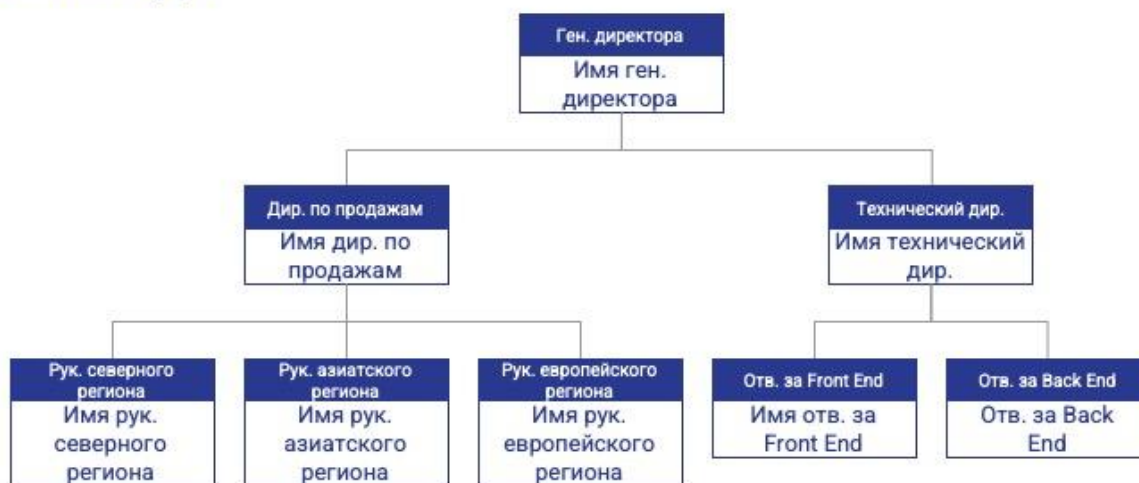 Ген. директора
Имя ген.
директора
Дир. по продажам
Имя дир. по
продажам
Технический дир.
Имя технический
дир.
Рук. северного
региона
Имя рук.
северного
региона
Рук. азиатского
региона
Имя рук.
азиатского
региона
Рук. европейского
региона
Имя рук.
европейского
региона
Отв. за Front End
Имя отв. за
Front End
Отв. за Back End
Отв. за Back
End